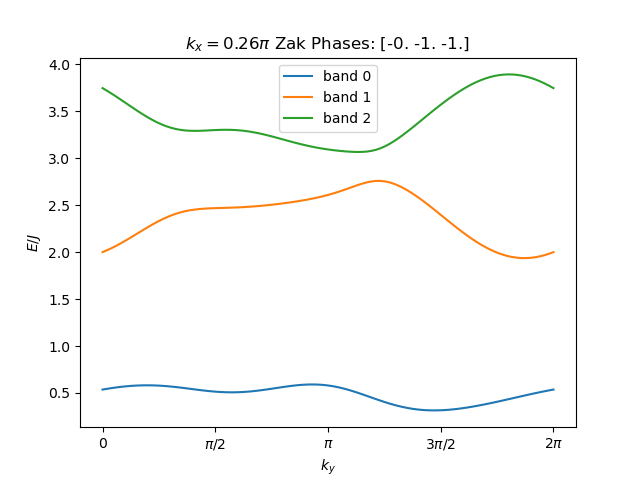 k_x = 0.26π Zak Phases: [-0. -1. -1.]
4.0
3.5
3.0
2.5
2.0
1.5
1.0
0.5
E/J
band 0
band 1
band 2
0 π/2 π 3π/2 2π
k_y